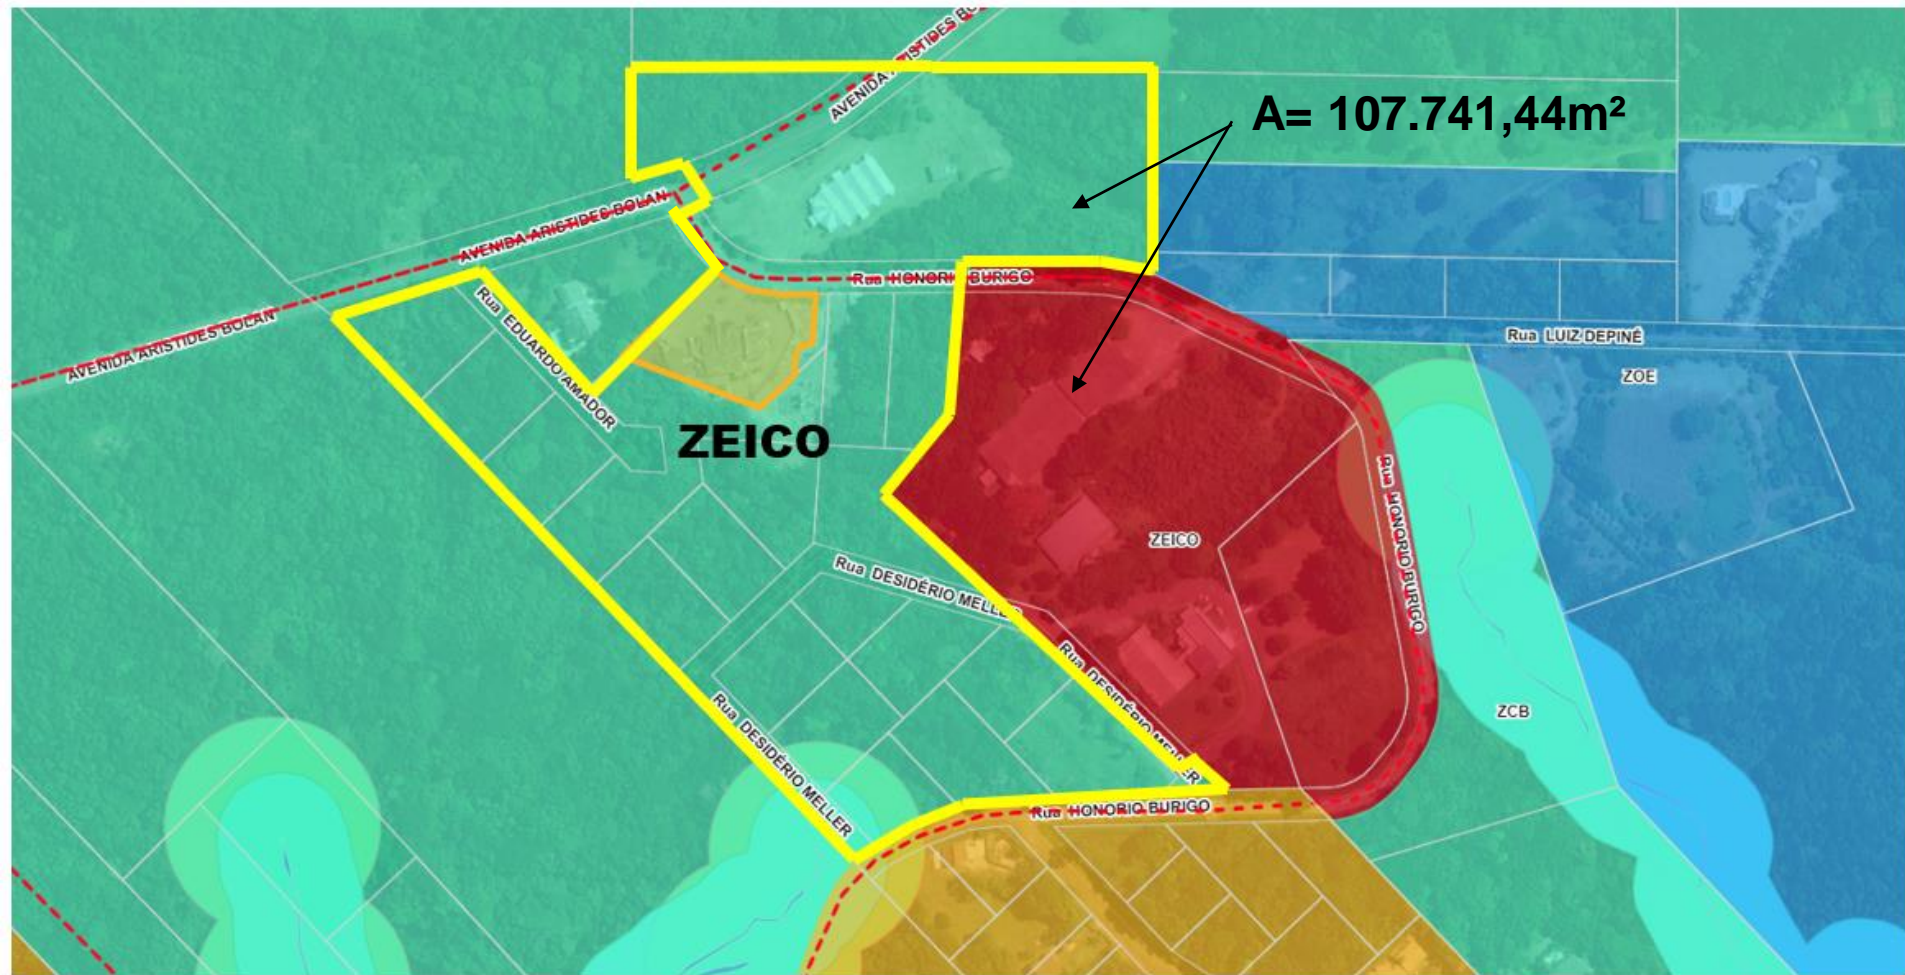 AVENIDA ARISTIDES BO
A= 107.741,44m²
AVENIDA ARISTIDES BOLAN
AVENIDA ARISTIDES BOLAN
Rua HONORIO BURIGO
Rua EDUARDO AMADOR
Rua LUIZ DEPINÉ
ZOE
ZEICO
Rua HONORIO BURIGO
ZEICO
Rua DESIDÉRIO MELLER
Rua DESIDÉRIO MELLER
Rua DESIDÉRIO MELLER
ZCB
Rua HONORIO BURIGO